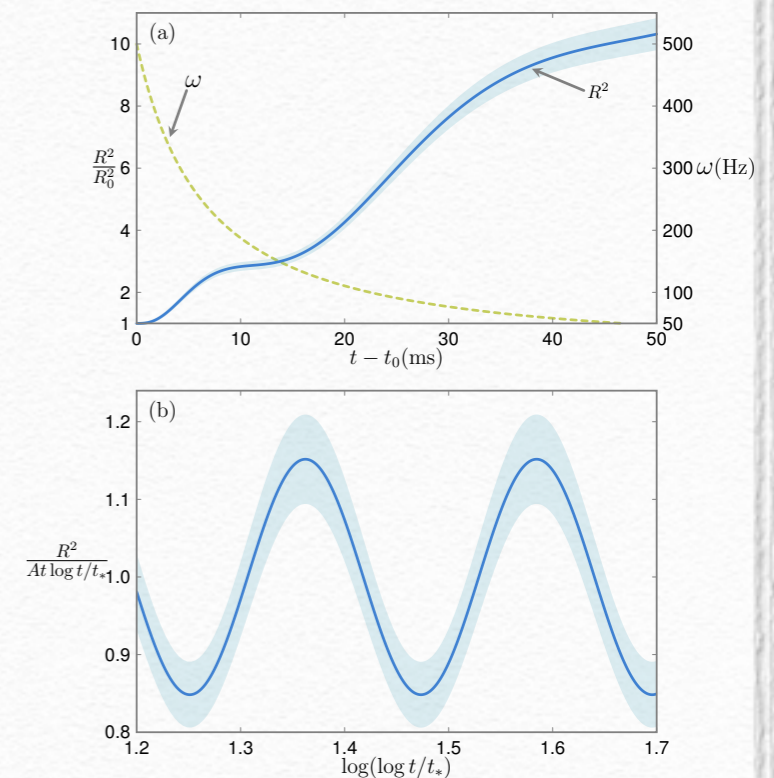 (a)
10
8
6
4
2
1
R²/R₀²
ω
R²
500
400
300
200
100
50
ω(Hz)
0 10 20 30 40 50
t − t₀(ms)
(b)
1.2
1.1
1.0
0.9
0.8
R²/At log t/t*
1.2 1.3 1.4 1.5 1.6 1.7
log(log t/t*)